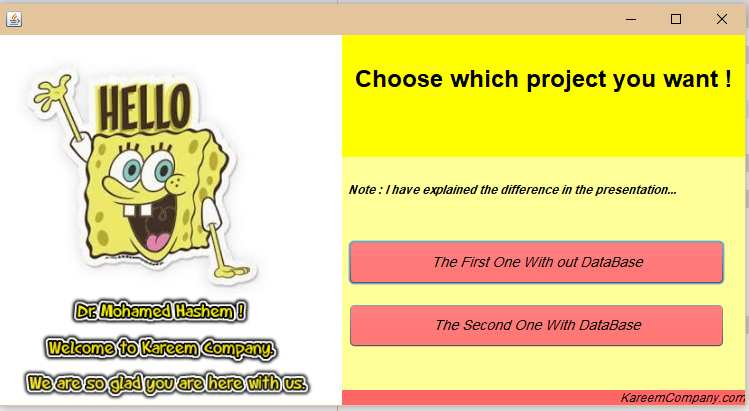 HELLO
Dr. Mohamed Hashem !
Welcome to Kareem Company.
We are so glad you are here with us.
Choose which project you want !
Note : I have explained the difference in the presentation...
The First One With out DataBase
The Second One With DataBase
KareemCompany.com